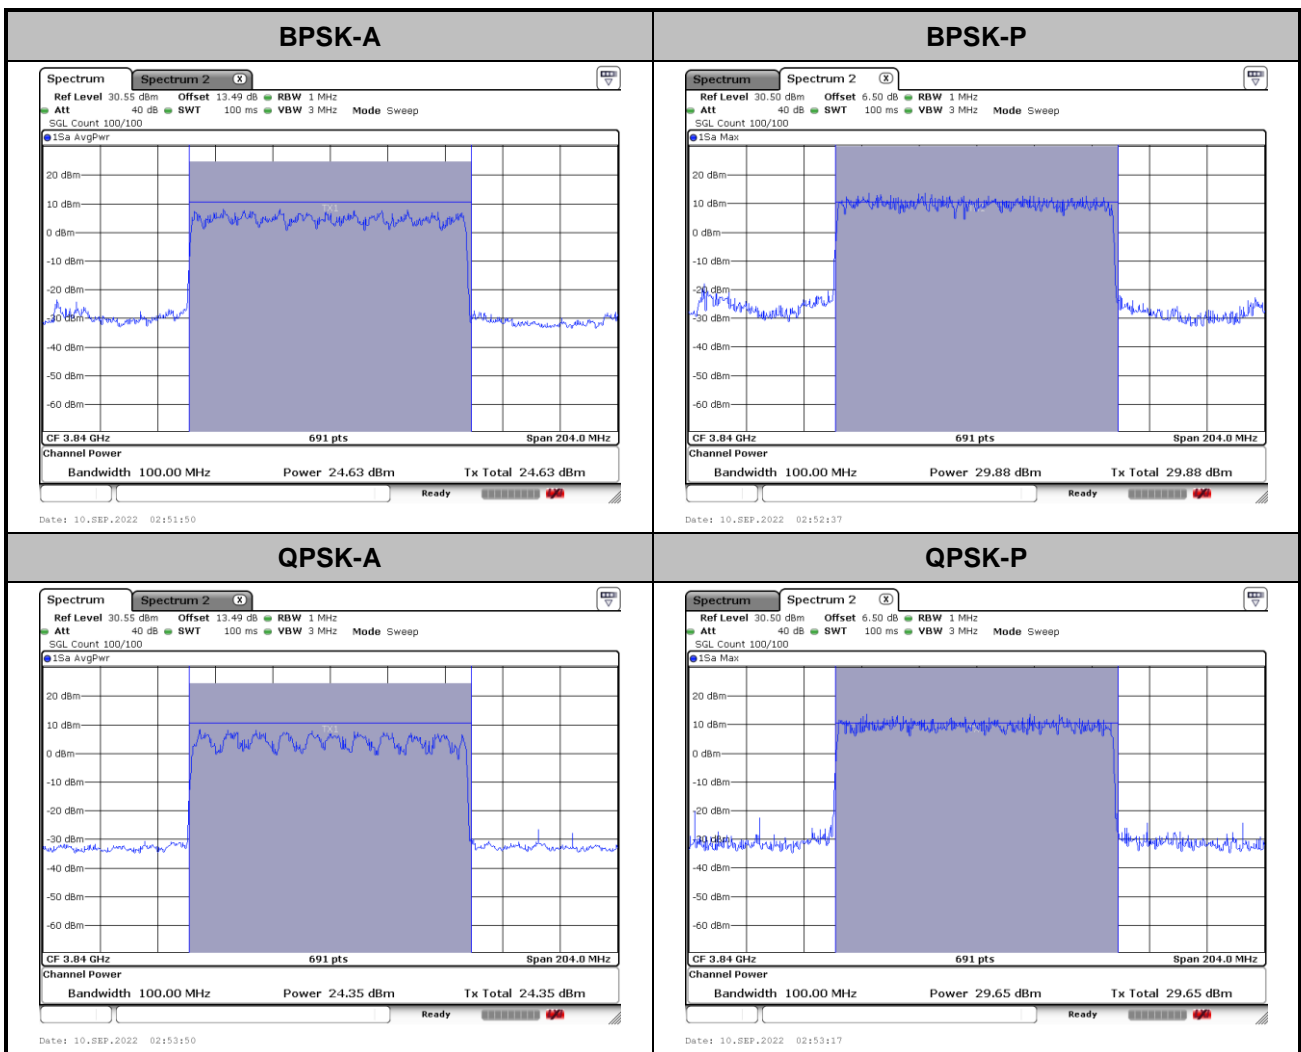 BPSK-A
BPSK-P
Spectrum Spectrum 2 X
Ref Level 30.55 dBm Offset 13.49 dB RBW 1 MHz
Att 40 dB SWT 100 ms VBW 3 MHz Mode Sweep
SGL Count 100/100
1Sa AvgPwr
TX1
20 dBm
10 dBm
0 dBm
-10 dBm
-20 dBm
-30 dBm
-40 dBm
-50 dBm
-60 dBm
CF 3.84 GHz 691 pts Span 204.0 MHz
Channel Power
Bandwidth 100.00 MHz Power 24.63 dBm Tx Total 24.63 dBm
Ready
Date: 10.SEP.2022 02:51:50
Spectrum Spectrum 2 X
Ref Level 30.50 dBm Offset 6.50 dB RBW 1 MHz
Att 40 dB SWT 100 ms VBW 3 MHz Mode Sweep
SGL Count 100/100
1Sa Max
20 dBm
10 dBm
0 dBm
-10 dBm
-20 dBm
-30 dBm
-40 dBm
-50 dBm
-60 dBm
CF 3.84 GHz 691 pts Span 204.0 MHz
Channel Power
Bandwidth 100.00 MHz Power 29.88 dBm Tx Total 29.88 dBm
Ready
Date: 10.SEP.2022 02:52:37
QPSK-A
QPSK-P
Spectrum Spectrum 2 X
Ref Level 30.55 dBm Offset 13.49 dB RBW 1 MHz
Att 40 dB SWT 100 ms VBW 3 MHz Mode Sweep
SGL Count 100/100
1Sa AvgPwr
TX1
20 dBm
10 dBm
0 dBm
-10 dBm
-20 dBm
-30 dBm
-40 dBm
-50 dBm
-60 dBm
CF 3.84 GHz 691 pts Span 204.0 MHz
Channel Power
Bandwidth 100.00 MHz Power 24.35 dBm Tx Total 24.35 dBm
Ready
Date: 10.SEP.2022 02:53:50
Spectrum Spectrum 2 X
Ref Level 30.50 dBm Offset 6.50 dB RBW 1 MHz
Att 40 dB SWT 100 ms VBW 3 MHz Mode Sweep
SGL Count 100/100
1Sa Max
20 dBm
10 dBm
0 dBm
-10 dBm
-20 dBm
-30 dBm
-40 dBm
-50 dBm
-60 dBm
CF 3.84 GHz 691 pts Span 204.0 MHz
Channel Power
Bandwidth 100.00 MHz Power 29.65 dBm Tx Total 29.65 dBm
Ready
Date: 10.SEP.2022 02:53:17